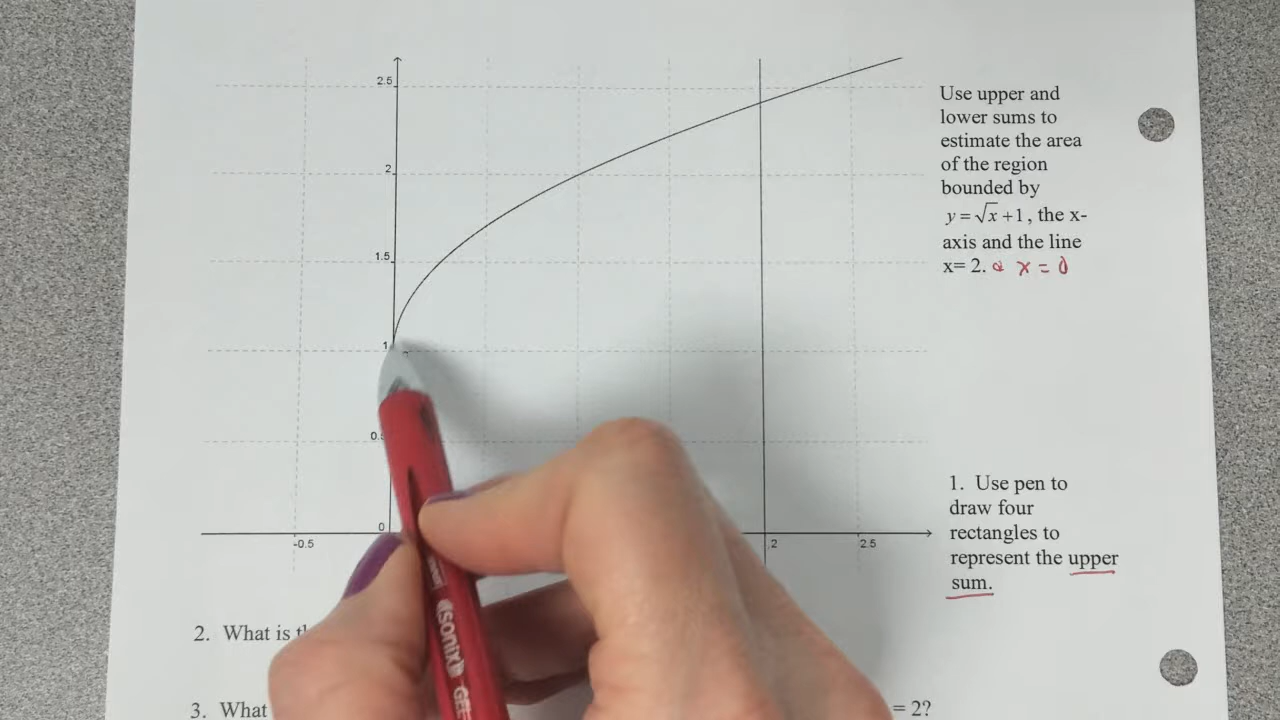 2.5
2
1.5
1
0
-0.5
2
2.5
Use upper and
lower sums to
estimate the area
of the region
bounded by
y = √x + 1, the x-
axis and the line
x= 2. & x = 0
1. Use pen to
draw four
rectangles to
represent the upper
sum.
2. What is
3. What
= 2?
asonix